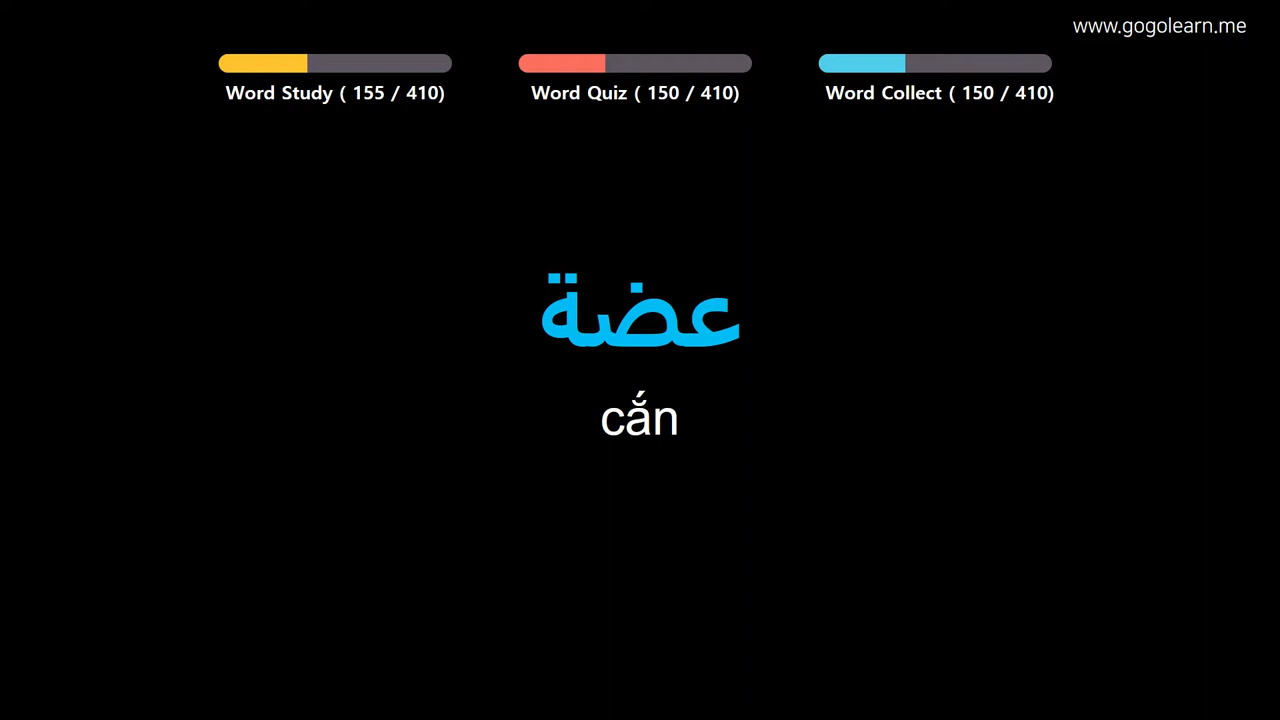 www.gogolearn.me
Word Study ( 155 / 410)
Word Quiz ( 150 / 410)
Word Collect ( 150 / 410)
عضة
cắn